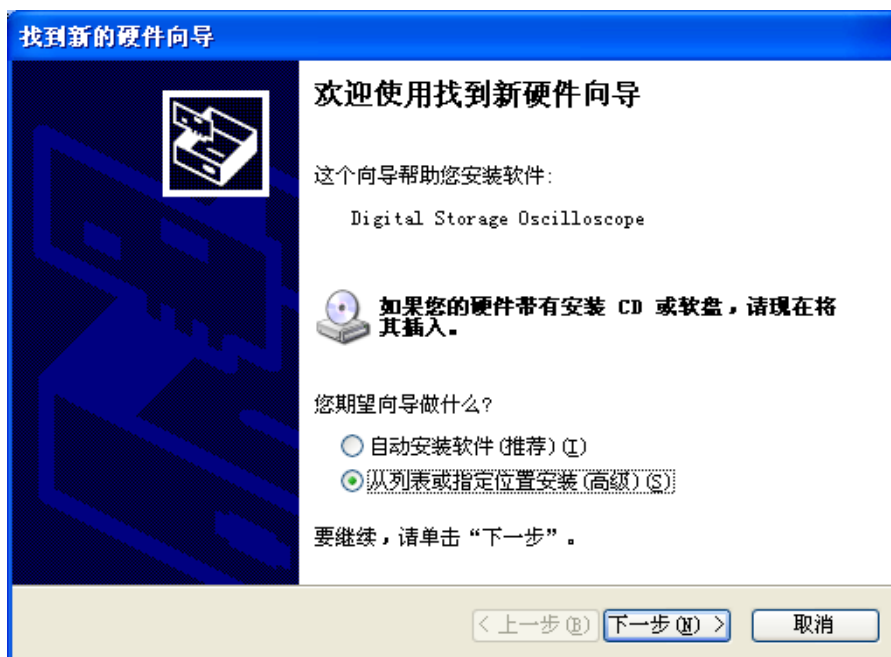 找到新的硬件向导
欢迎使用找到新硬件向导
这个向导帮助您安装软件:
Digital Storage Oscilloscope
如果您的硬件带有安装 CD 或软盘，请现在将
其插入。
您期望向导做什么?
自动安装软件(推荐)(I)
从列表或指定位置安装(高级)(S)
要继续，请单击“下一步”。
< 上一步(B) 下一步(N) > 取消